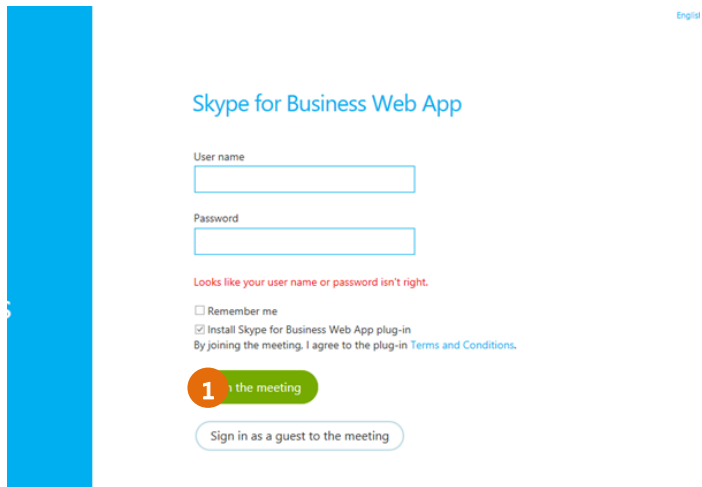 Englis
Skype for Business Web App
User name
Password
Looks like your user name or password isn't right.
s
Remember me
Install Skype for Business Web App plug-in
By joining the meeting, I agree to the plug-in Terms and Conditions.
1 the meeting
Sign in as a guest to the meeting